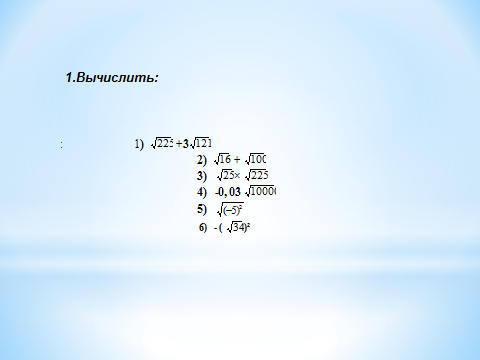 1.Вычислить:
: 1) √225 +3√121
2) √16 + √100
3) √25× √225
4) -0,03 √10000
5) √(–5)²
6) - ( √34)²